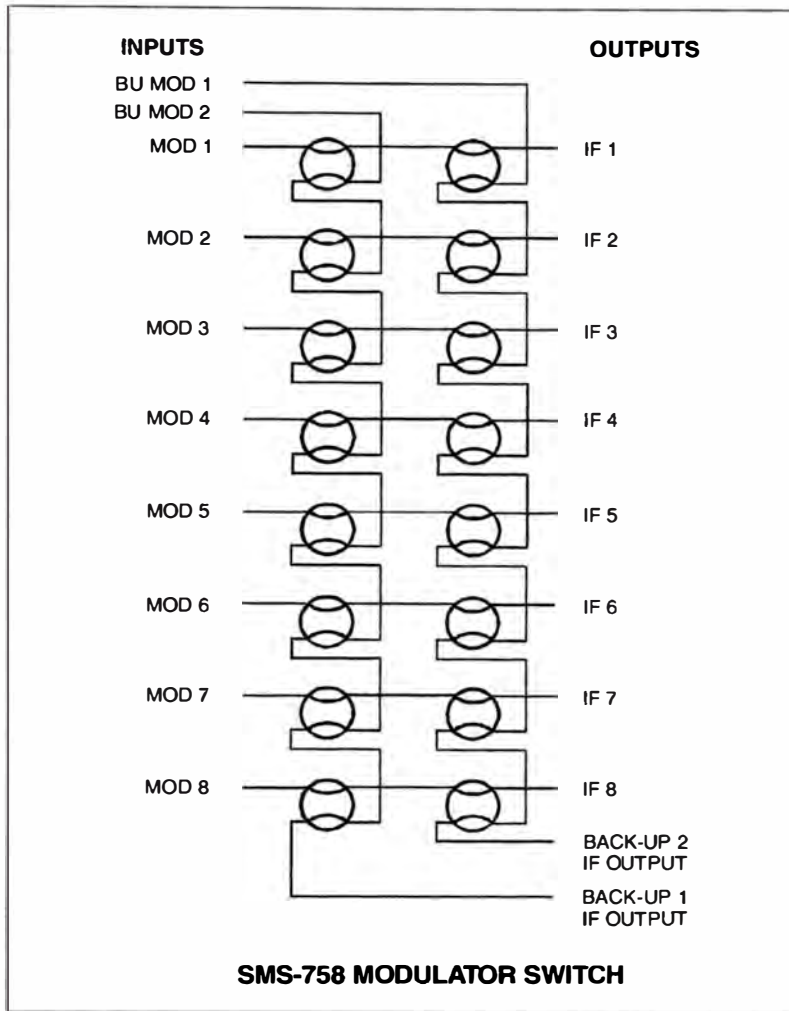 INPUTS OUTPUTS
BU MOD 1
BU MOD 2
MOD 1 IF 1
MOD 2 IF 2
MOD 3 IF 3
MOD 4 IF 4
MOD 5 IF 5
MOD 6 IF 6
MOD 7 IF 7
MOD 8 IF 8
BACK-UP 2
IF OUTPUT
BACK-UP 1
IF OUTPUT
SMS-758 MODULATOR SWITCH